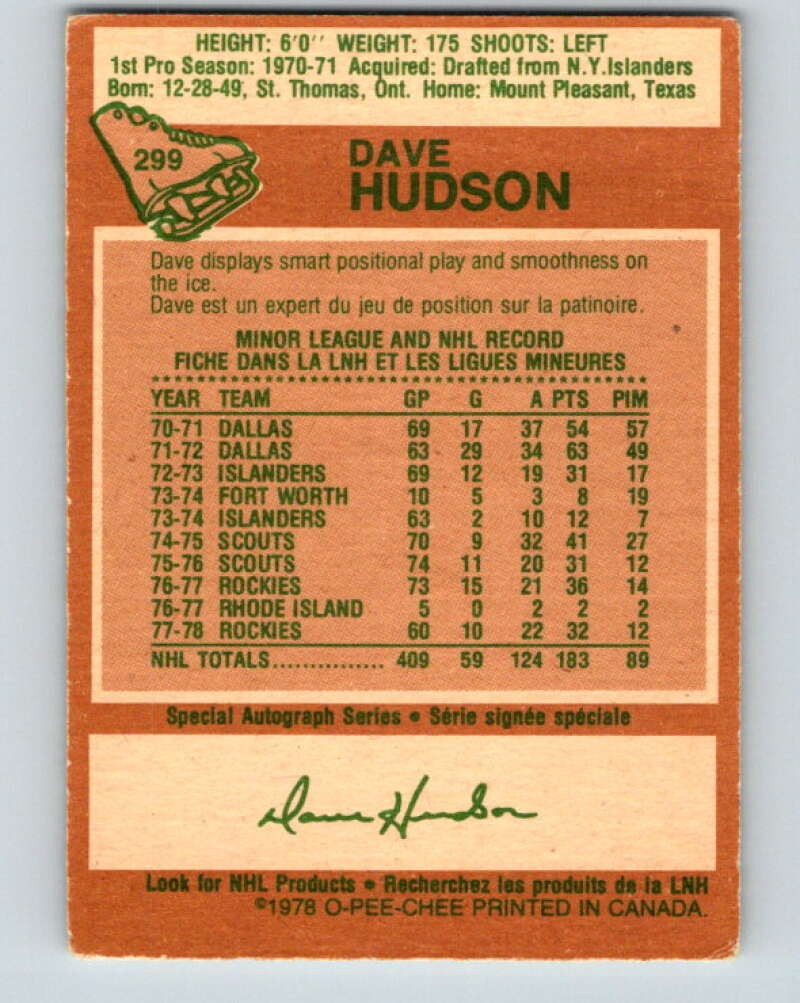 HEIGHT: 6'0'' WEIGHT: 175 SHOOTS: LEFT
1st Pro Season: 1970-71 Acquired: Drafted from N.Y.Islanders
Born: 12-28-49, St. Thomas, Ont. Home: Mount Pleasant, Texas
299
DAVE
HUDSON
Dave displays smart positional play and smoothness on
the ice.
Dave est un expert du jeu de position sur la patinoire.
MINOR LEAGUE AND NHL RECORD
FICHE DANS LA LNH ET LES LIGUES MINEURES
YEAR TEAM GP G A PTS PIM
70-71 DALLAS 69 17 37 54 57
71-72 DALLAS 63 29 34 63 49
72-73 ISLANDERS 69 12 19 31 17
73-74 FORT WORTH 10 5 3 8 19
73-74 ISLANDERS 63 2 10 12 7
74-75 SCOUTS 70 9 32 41 27
75-76 SCOUTS 74 11 20 31 12
76-77 ROCKIES 73 15 21 36 14
76-77 RHODE ISLAND 5 0 2 2 2
77-78 ROCKIES 60 10 22 32 12
NHL TOTALS............... 409 59 124 183 89
Special Autograph Series • Série signée spéciale
Dave Hudson
Look for NHL Products • Recherchez les produits de la LNH
©1978 O-PEE-CHEE PRINTED IN CANADA.